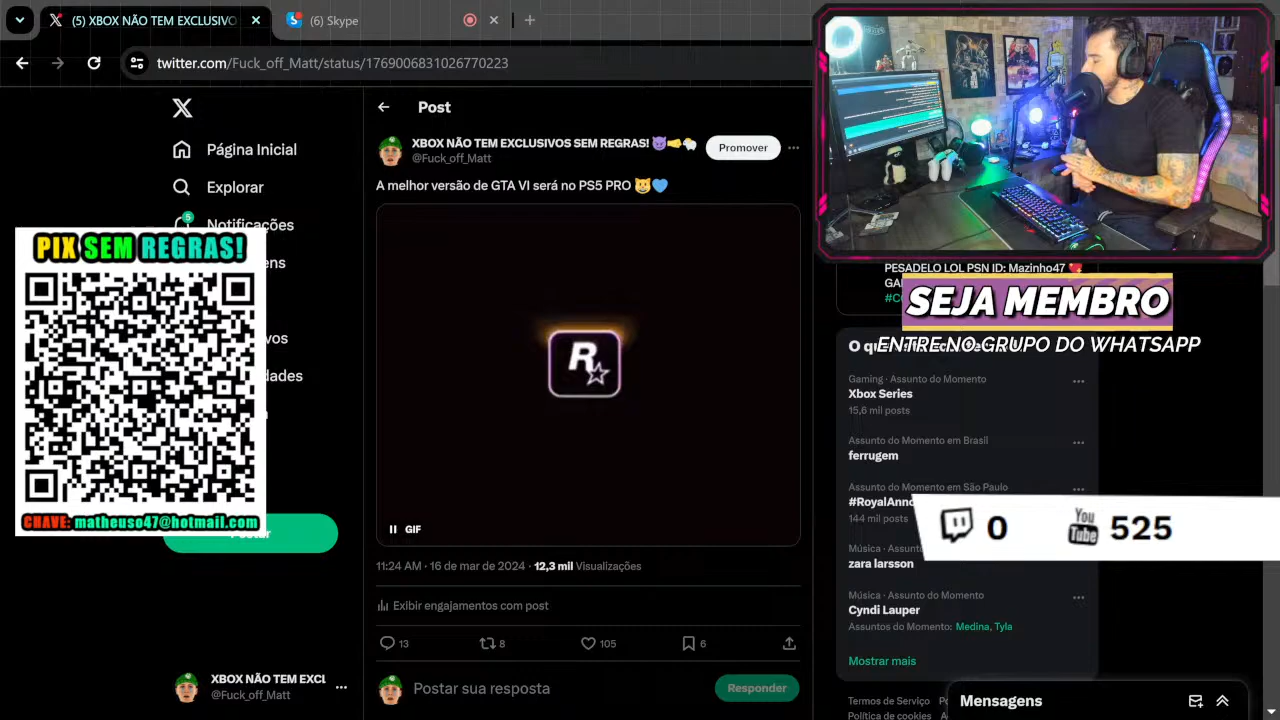 (5) XBOX NÃO TEM EXCLUSIVO
(6) Skype
twitter.com/Fuck_off_Matt/status/1769006831026770223
Post
Página Inicial
Explorar
5
Notificações
XBOX NÃO TEM EXCLUSIVOS SEM REGRAS!
@Fuck_off_Matt
Promover
A melhor versão de GTA VI será no PS5 PRO
PIX SEM REGRAS!
CHAVE: matheuso47@hotmail.com
R
GIF
11:24 AM · 16 de mar de 2024 · 12,3 mil Visualizações
Exibir engajamentos com post
13
8
105
6
Postar sua resposta
Responder
XBOX NÃO TEM EXCL
@Fuck_off_Matt
PESADELO LOL PSN ID: Mazinho47
SEJA MEMBRO
ENTRE NO GRUPO DO WHATSAPP
Gaming · Assunto do Momento
Xbox Series
15,6 mil posts
Assunto do Momento em Brasil
ferrugem
Assunto do Momento em São Paulo
#RoyalAnno
144 mil posts
0
You Tube 525
Música · Assunt
zara larsson
Música · Assunto do Momento
Cyndi Lauper
Assuntos do Momento: Medina, Tyla
Mostrar mais
Termos de Serviço
Política de cookies
Mensagens